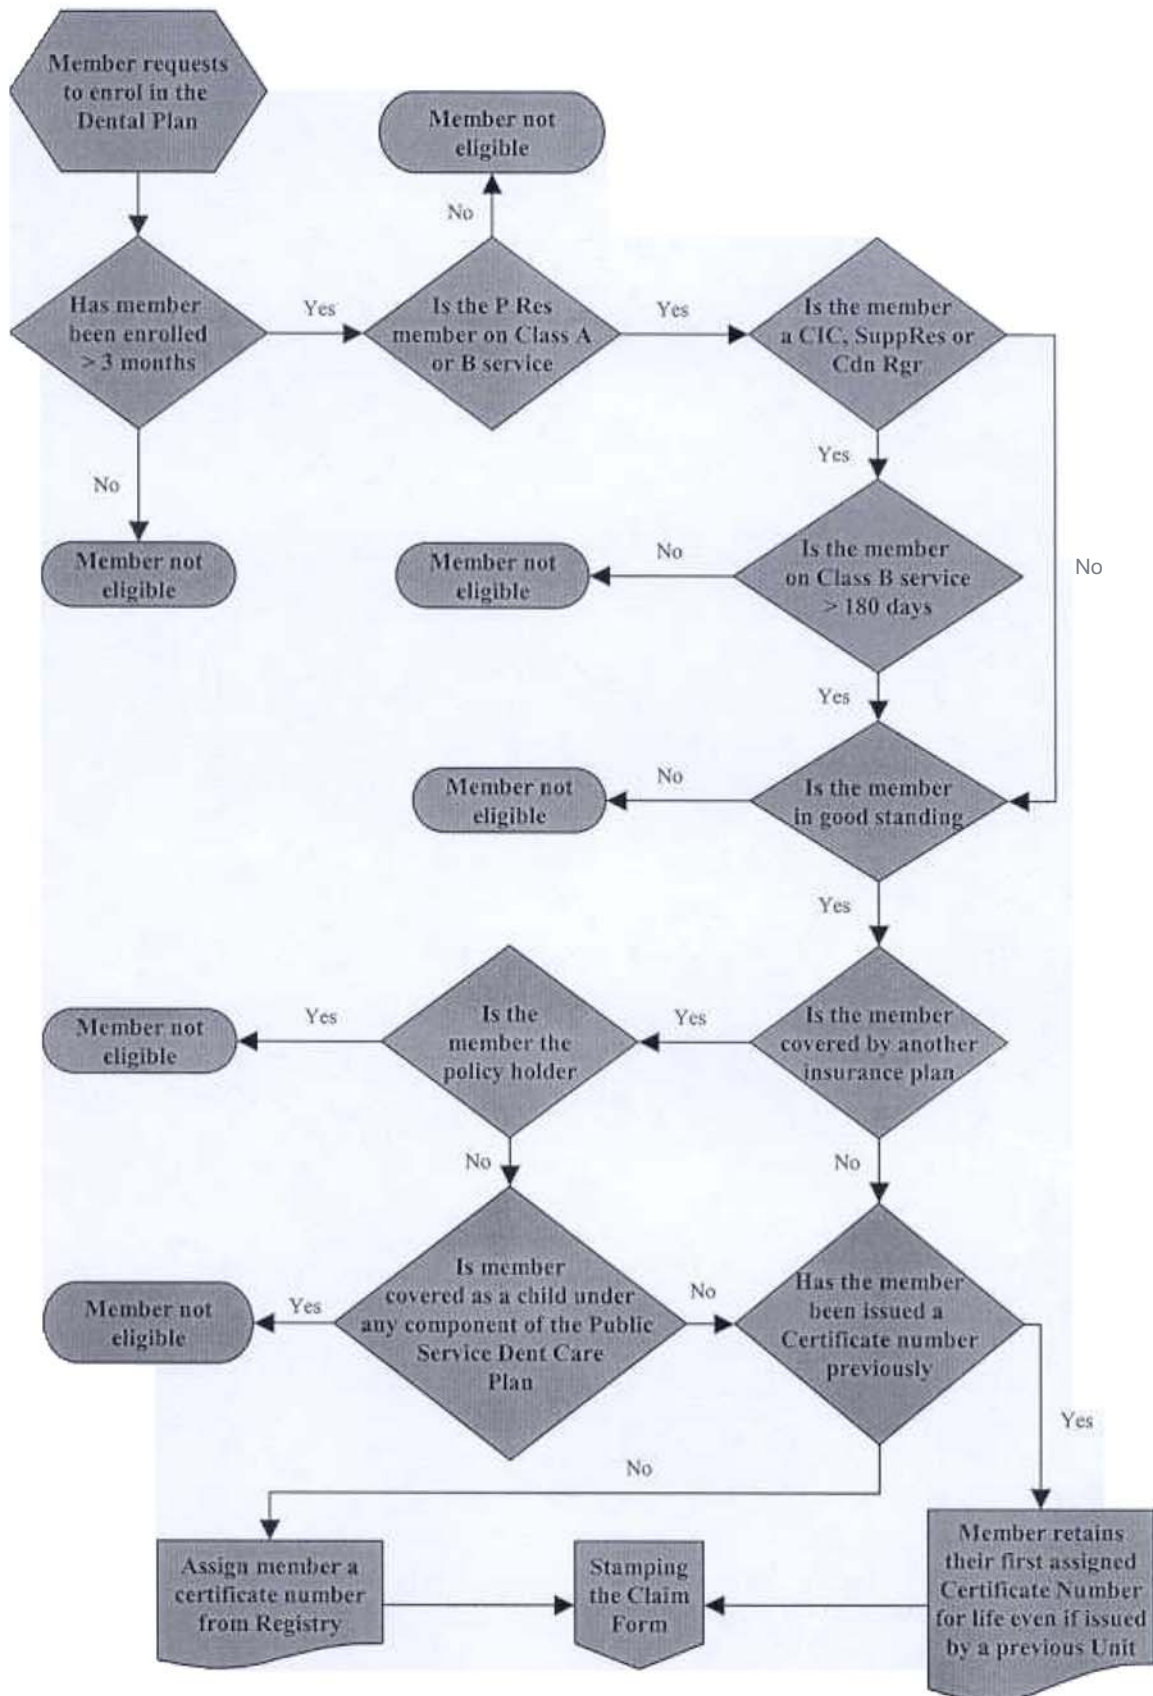 Member requests
to enrol in the
Dental Plan
Member not
eligible
No
Has member
been enrolled
> 3 months
Yes
Is the P Res
member on Class A
or B service
Yes
Is the member
a CIC, SuppRes or
Cdn Rgr
No
Yes
Member not
eligible
Member not
eligible
No
Is the member
on Class B service
> 180 days
No
Yes
Member not
eligible
No
Is the member
in good standing
Yes
Member not
eligible
Yes
Is the
member the
policy holder
Yes
Is the member
covered by another
insurance plan
No
No
Member not
eligible
Yes
Is member
covered as a child under
any component of the Public
Service Dent Care
Plan
No
Has the member
been issued a
Certificate number
previously
Yes
No
Assign member a
certificate number
from Registry
Stamping
the Claim
Form
Member retains
their first assigned
Certificate Number
for life even if issued
by a previous Unit